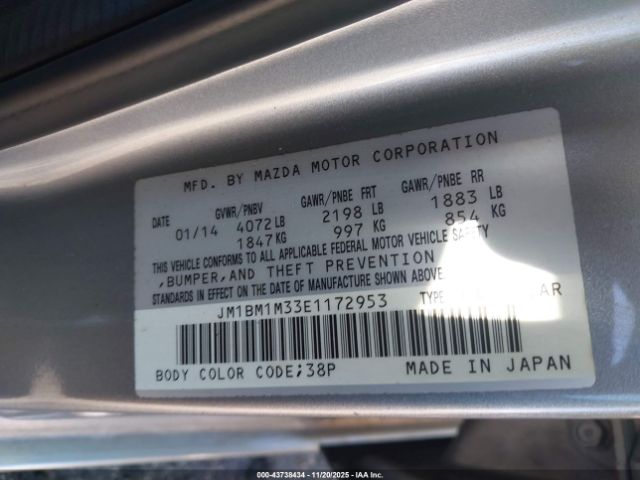 MFD. BY MAZDA MOTOR CORPORATION
GVWR/PNBV GAWR/PNBE FRT GAWR/PNBE RR
01/14 4072 LB 2198 LB 1883 LB
1847 KG 997 KG 854 KG
THIS VEHICLE CONFORMS TO ALL APPLICABLE FEDERAL MOTOR VEHICLE SAFETY
,BUMPER,AND THEFT PREVENTION
STANDARDS IN EFFECT ON THE DATE OF MANUFACTURE SHOWN ABOVE.
JM1BM1M33E1172953 TYPE AR
BODY COLOR CODE;38P MADE IN JAPAN
000-43738434 - 11/20/2025 - IAA Inc.